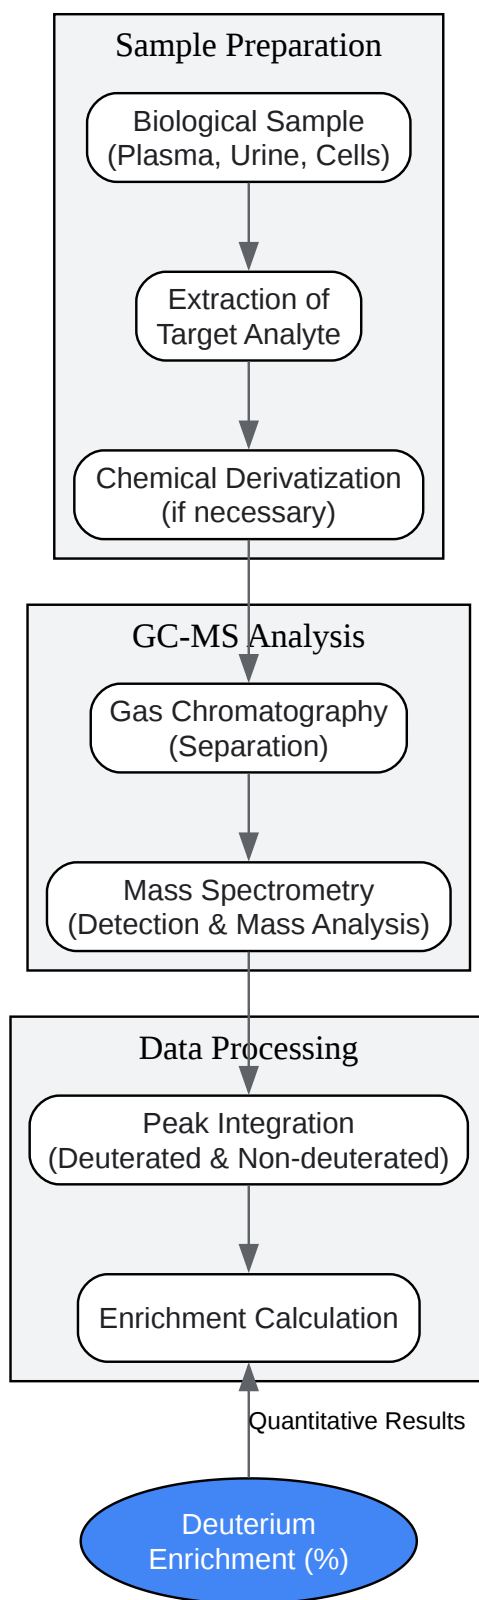 Sample Preparation
Biological Sample
(Plasma, Urine, Cells)
Extraction of
Target Analyte
Chemical Derivatization
(if necessary)
GC-MS Analysis
Gas Chromatography
(Separation)
Mass Spectrometry
(Detection & Mass Analysis)
Data Processing
Peak Integration
(Deuterated & Non-deuterated)
Enrichment Calculation
Quantitative Results
Deuterium
Enrichment (%)